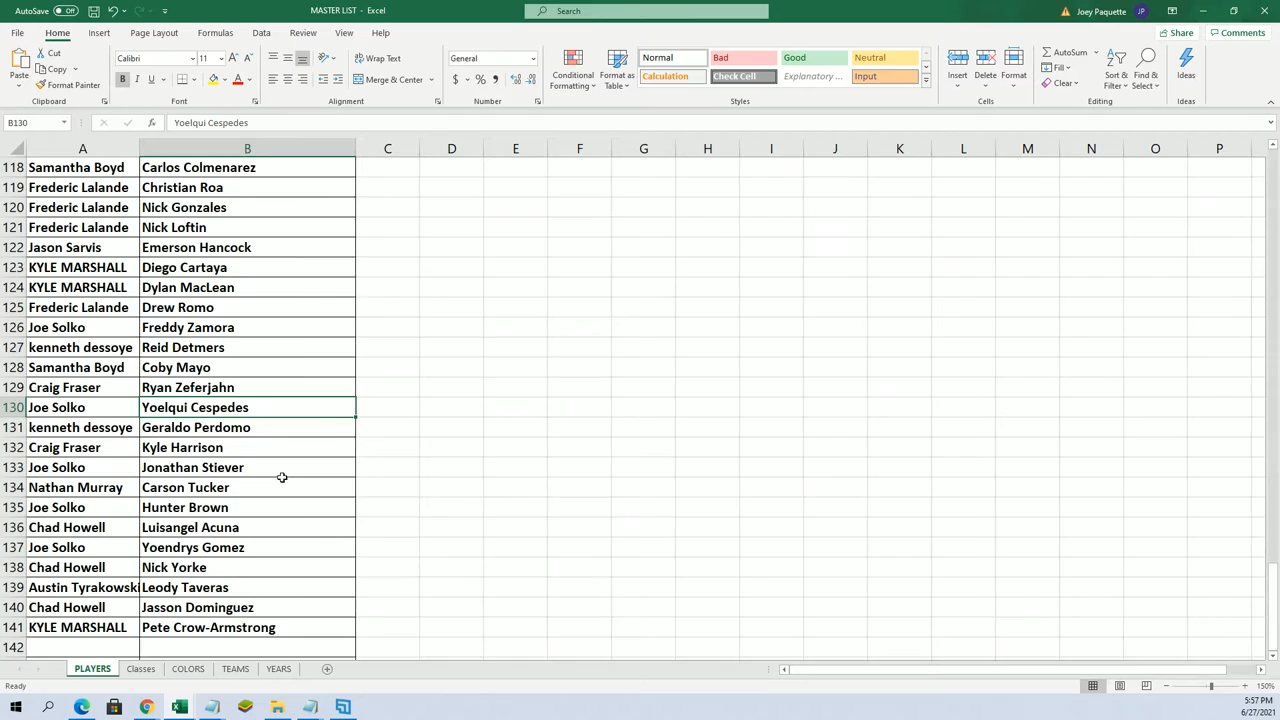 AutoSave Off MASTER LIST - Excel Search Joey Paquette JP
File Home Insert Page Layout Formulas Data Review View Help Share Comments
Paste Cut Copy Format Painter Clipboard
Calibri 11 B I U A Font
ab Wrap Text Merge & Center Alignment
General $ % , Number
Conditional Formatting Format as Table Normal Bad Good Neutral Calculation Check Cell Explanatory ... Input Styles
Insert Delete Format Cells
AutoSum Fill Clear Sort & Filter Find & Select Editing
Ideas Ideas
B130 fx Yoelqui Cespedes
A B C D E F G H I J K L M N O P
118 Samantha Boyd Carlos Colmenarez
119 Frederic Lalande Christian Roa
120 Frederic Lalande Nick Gonzales
121 Frederic Lalande Nick Loftin
122 Jason Sarvis Emerson Hancock
123 KYLE MARSHALL Diego Cartaya
124 KYLE MARSHALL Dylan MacLean
125 Frederic Lalande Drew Romo
126 Joe Solko Freddy Zamora
127 kenneth dessoye Reid Detmers
128 Samantha Boyd Coby Mayo
129 Craig Fraser Ryan Zeferjahn
130 Joe Solko Yoelqui Cespedes
131 kenneth dessoye Geraldo Perdomo
132 Craig Fraser Kyle Harrison
133 Joe Solko Jonathan Stiever
134 Nathan Murray Carson Tucker
135 Joe Solko Hunter Brown
136 Chad Howell Luisangel Acuna
137 Joe Solko Yoendrys Gomez
138 Chad Howell Nick Yorke
139 Austin Tyrakowski Leody Taveras
140 Chad Howell Jasson Dominguez
141 KYLE MARSHALL Pete Crow-Armstrong
142
PLAYERS Classes COLORS TEAMS YEARS
Ready 150%
5:57 PM
6/27/2021